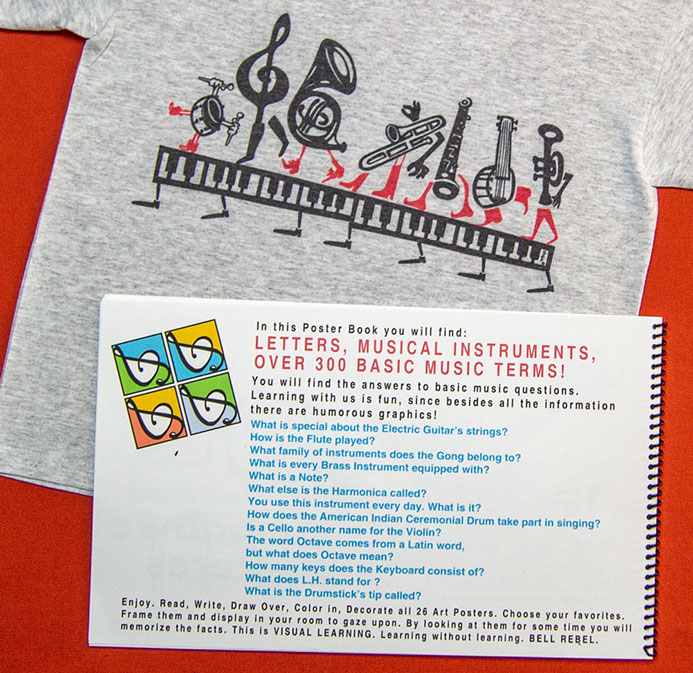 In this Poster Book you will find:
LETTERS, MUSICAL INSTRUMENTS,
OVER 300 BASIC MUSIC TERMS!
You will find the answers to basic music questions.
Learning with us is fun, since besides all the information
there are humorous graphics!
What is special about the Electric Guitar's strings?
How is the Flute played?
What family of instruments does the Gong belong to?
What is every Brass Instrument equipped with?
What is a Note?
What else is the Harmonica called?
You use this instrument every day. What is it?
How does the American Indian Ceremonial Drum take part in singing?
Is a Cello another name for the Violin?
The word Octave comes from a Latin word,
but what does Octave mean?
How many keys does the Keyboard consist of?
What does L.H. stand for ?
What is the Drumstick's tip called?
Enjoy. Read, Write, Draw Over, Color in, Decorate all 26 Art Posters. Choose your favorites.
Frame them and display in your room to gaze upon. By looking at them for some time you will
memorize the facts. This is VISUAL LEARNING. Learning without learning. BELL REBEL.